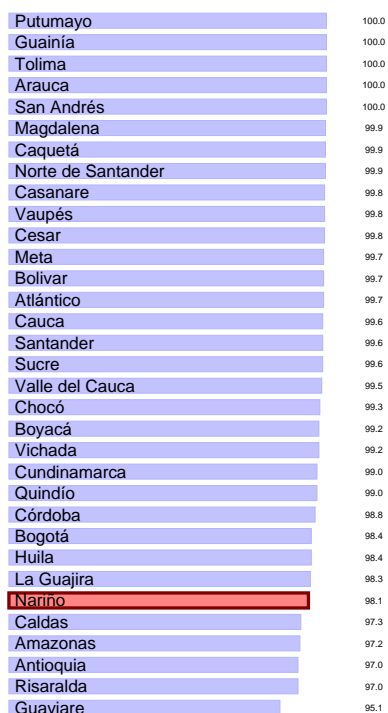 Putumayo 100.0
Guainía 100.0
Tolima 100.0
Arauca 100.0
San Andrés 100.0
Magdalena 99.9
Caquetá 99.9
Norte de Santander 99.9
Casanare 99.8
Vaupés 99.8
Cesar 99.8
Meta 99.7
Bolivar 99.7
Atlántico 99.7
Cauca 99.6
Santander 99.6
Sucre 99.6
Valle del Cauca 99.5
Chocó 99.3
Boyacá 99.2
Vichada 99.2
Cundinamarca 99.0
Quindío 99.0
Córdoba 98.8
Bogotá 98.4
Huila 98.4
La Guajira 98.3
Nariño 98.1
Caldas 97.3
Amazonas 97.2
Antioquia 97.0
Risaralda 97.0
Guaviare 95.1